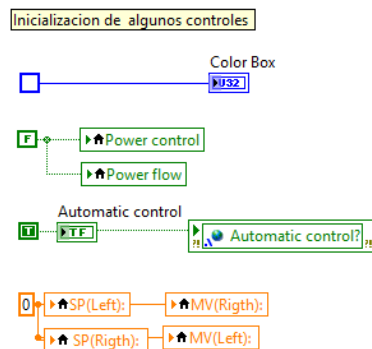 Inicializacion de algunos controles
Color Box
U32
F
Power control
Power flow
Automatic control
T
TF
Automatic control?
?!
?!
0
SP(Left):
MV(Rigth):
SP(Rigth):
MV(Left):